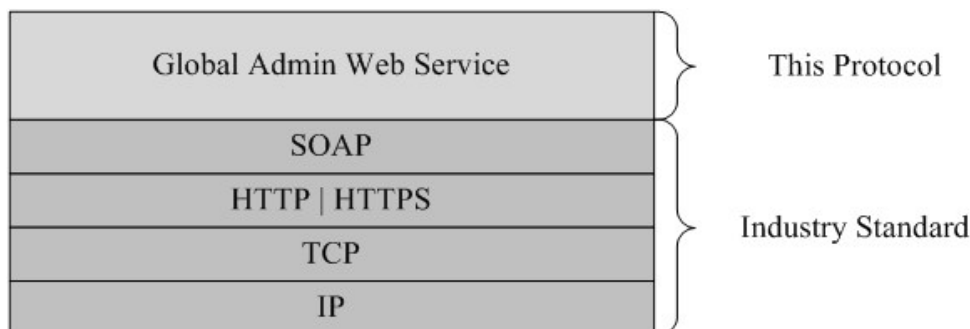 Global Admin Web Service
This Protocol
SOAP
HTTP | HTTPS
Industry Standard
TCP
IP